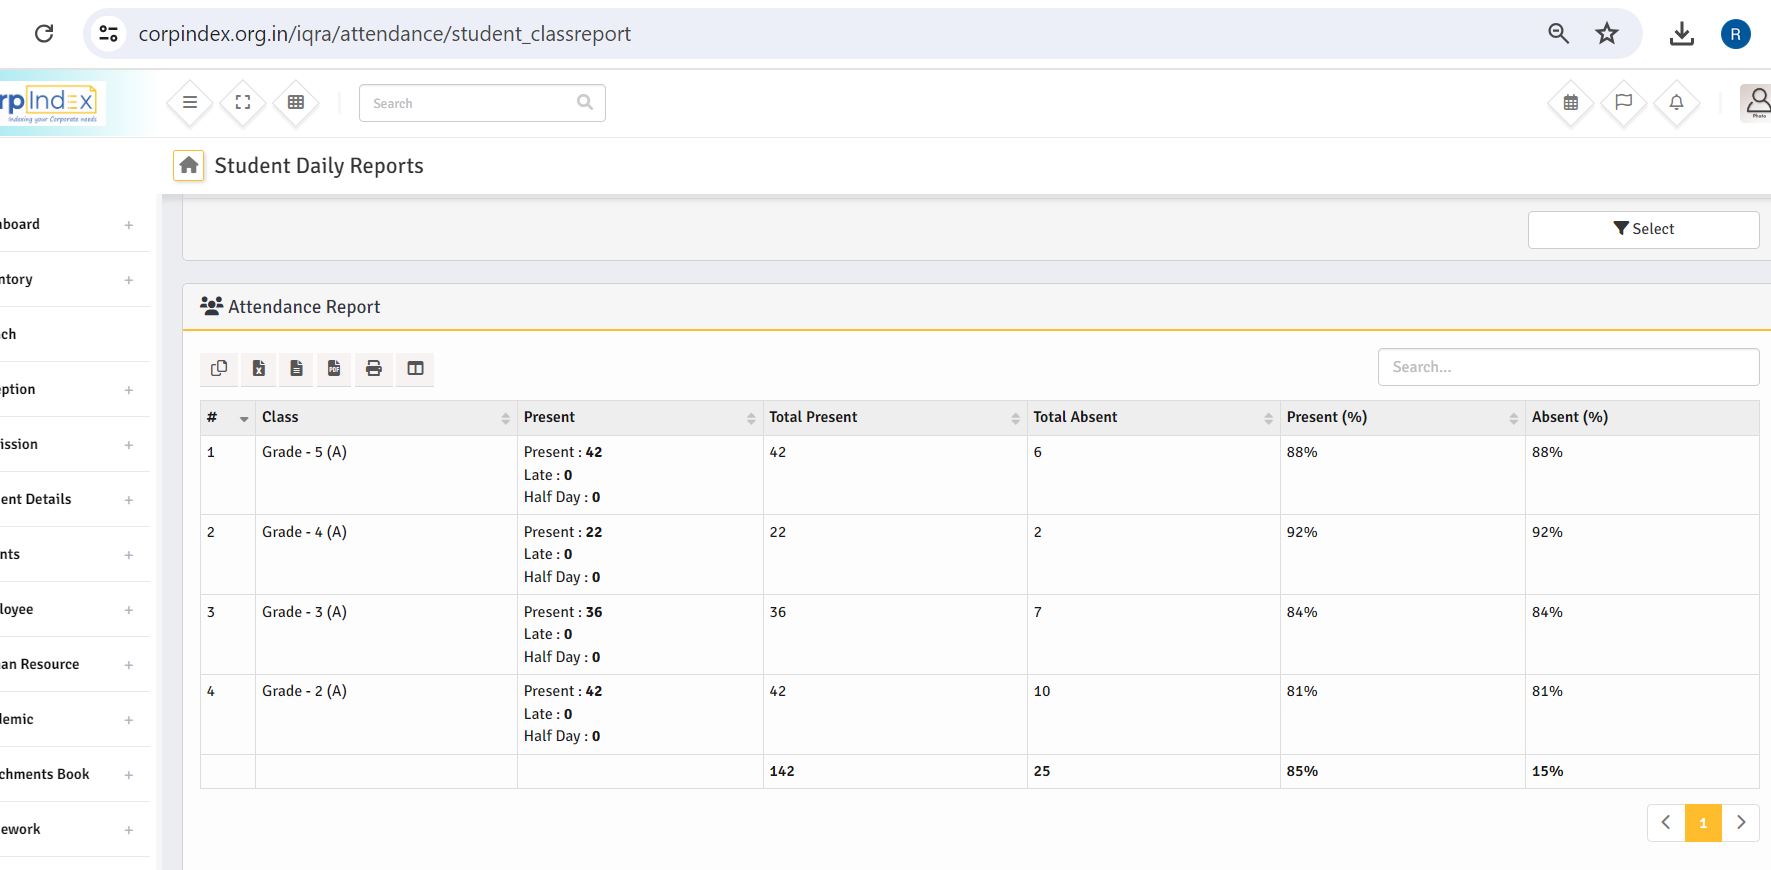 corpindex.org.in/iqra/attendance/student_classreport
R
rpIndEx
Indexing your Corporate needs
Search
Photo
Student Daily Reports
board
ntory
ch
ption
ission
ent Details
nts
loyee
an Resource
demic
chments Book
ework
Select
Attendance Report
Search...
# Class Present Total Present Total Absent Present (%) Absent (%)
1 Grade - 5 (A) Present : 42 42 6 88% 88%
Late : 0
Half Day : 0
2 Grade - 4 (A) Present : 22 22 2 92% 92%
Late : 0
Half Day : 0
3 Grade - 3 (A) Present : 36 36 7 84% 84%
Late : 0
Half Day : 0
4 Grade - 2 (A) Present : 42 42 10 81% 81%
Late : 0
Half Day : 0
142 25 85% 15%
1